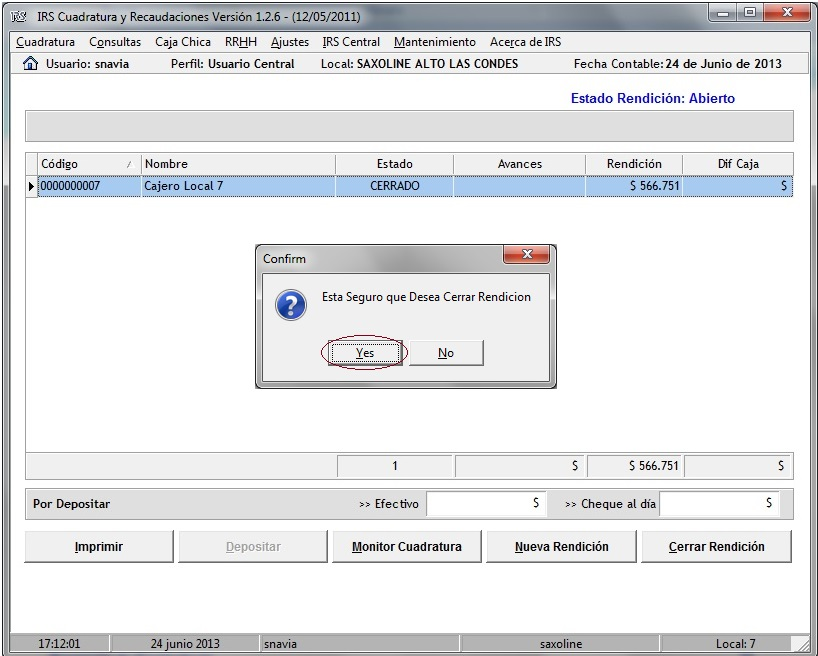 IRS IRS Cuadratura y Recaudaciones Versión 1.2.6 - (12/05/2011)
Cuadratura Consultas Caja Chica RRHH Ajustes IRS Central Mantenimiento Acerca de IRS
Usuario: snavia Perfil: Usuario Central Local: SAXOLINE ALTO LAS CONDES Fecha Contable: 24 de Junio de 2013
Estado Rendición: Abierto
Código Nombre Estado Avances Rendición Dif Caja
0000000007 Cajero Local 7 CERRADO $ 566.751 $
Confirm
Esta Seguro que Desea Cerrar Rendicion
Yes No
1 $ $ 566.751 $
Por Depositar >> Efectivo $ >> Cheque al día $
Imprimir Depositar Monitor Cuadratura Nueva Rendición Cerrar Rendición
17:12:01 24 junio 2013 snavia saxoline Local: 7